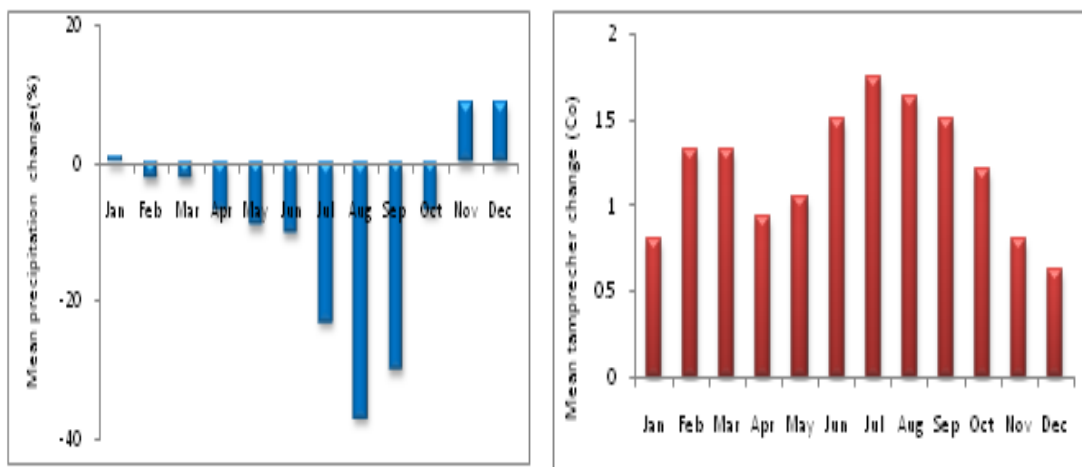 Mean precipitation change(%)
20
0
-20
-40
Jan Feb Mar Apr May Jun Jul Aug Sep Oct Nov Dec
Mean tamprecher change (Co)
2
1.5
1
05
0
Jan Feb Mar Apr May Jun Jul Aug Sep Oct Nov Dec